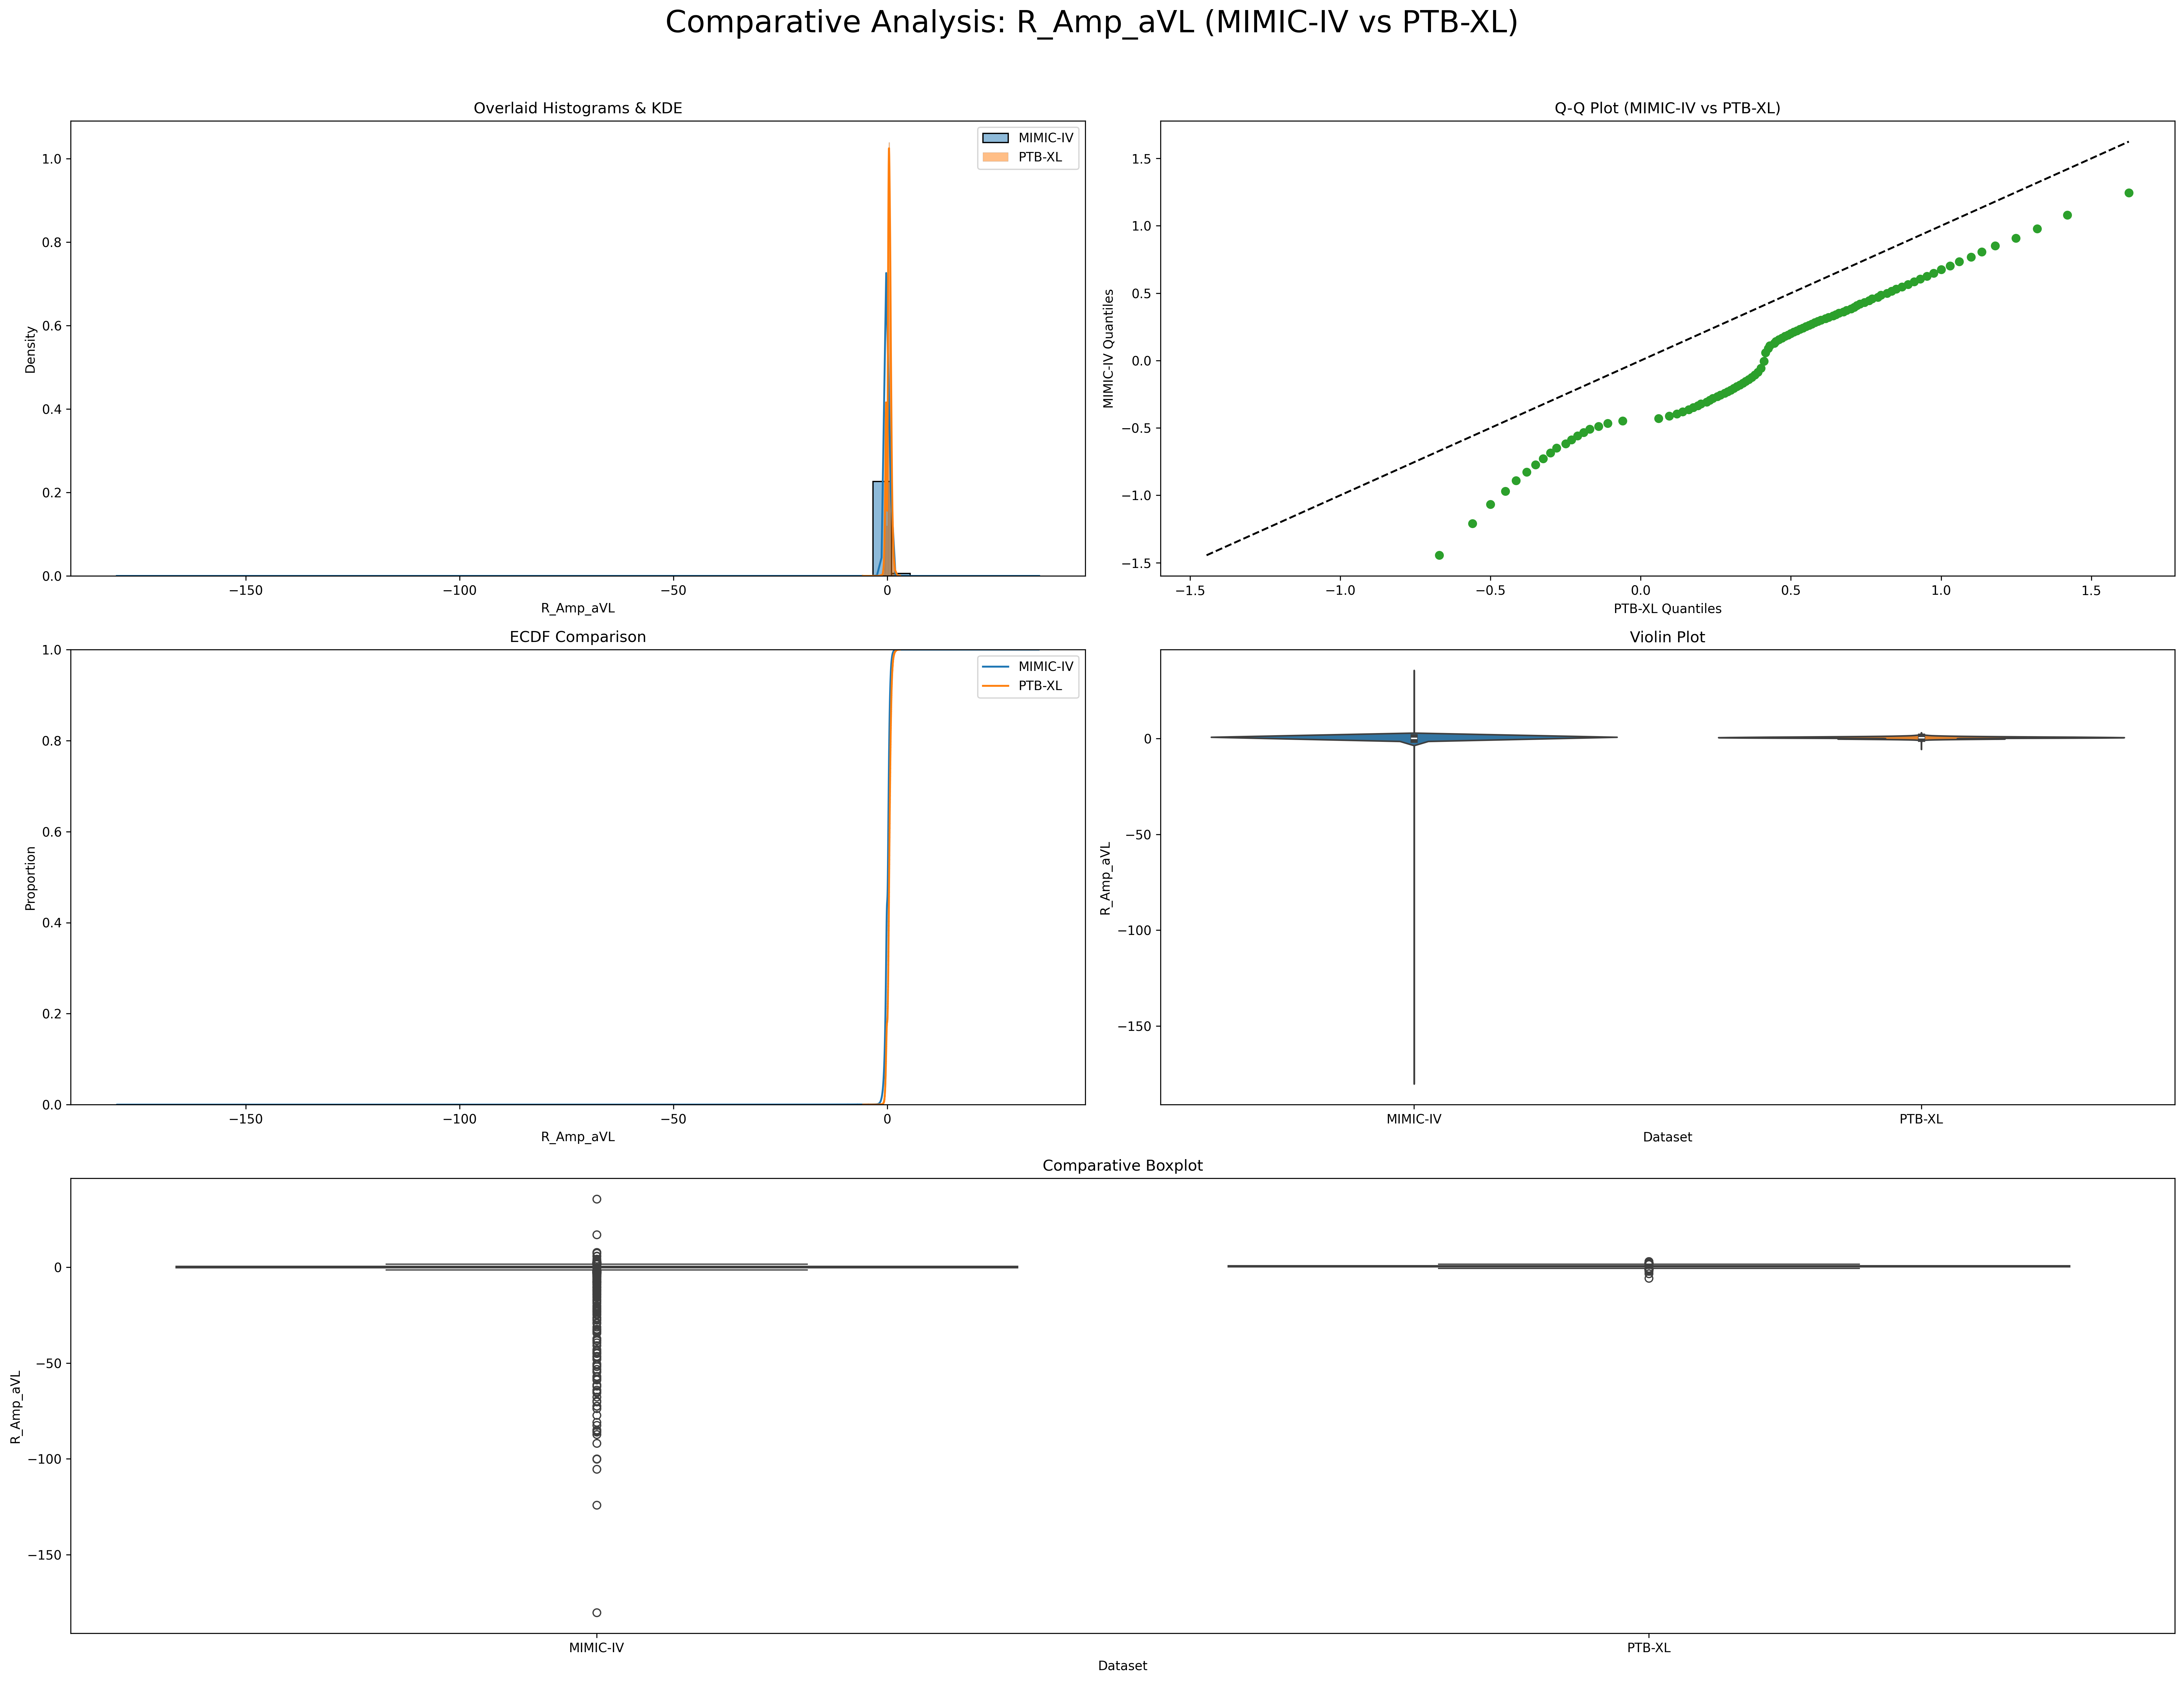 Comparative Analysis: R_Amp_aVL (MIMIC-IV vs PTB-XL)
Overlaid Histograms & KDE
1.0
0.8
0.6
0.4
0.2
0.0
Density
−150
−100
−50
0
R_Amp_aVL
MIMIC-IV
PTB-XL
Q-Q Plot (MIMIC-IV vs PTB-XL)
1.5
1.0
0.5
0.0
−0.5
−1.0
−1.5
MIMIC-IV Quantiles
−1.5
−1.0
−0.5
0.0
0.5
1.0
1.5
PTB-XL Quantiles
ECDF Comparison
1.0
0.8
0.6
0.4
0.2
0.0
Proportion
−150
−100
−50
0
R_Amp_aVL
MIMIC-IV
PTB-XL
Violin Plot
0
−50
−100
−150
R_Amp_aVL
MIMIC-IV
PTB-XL
Dataset
Comparative Boxplot
0
−50
−100
−150
R_Amp_aVL
MIMIC-IV
PTB-XL
Dataset